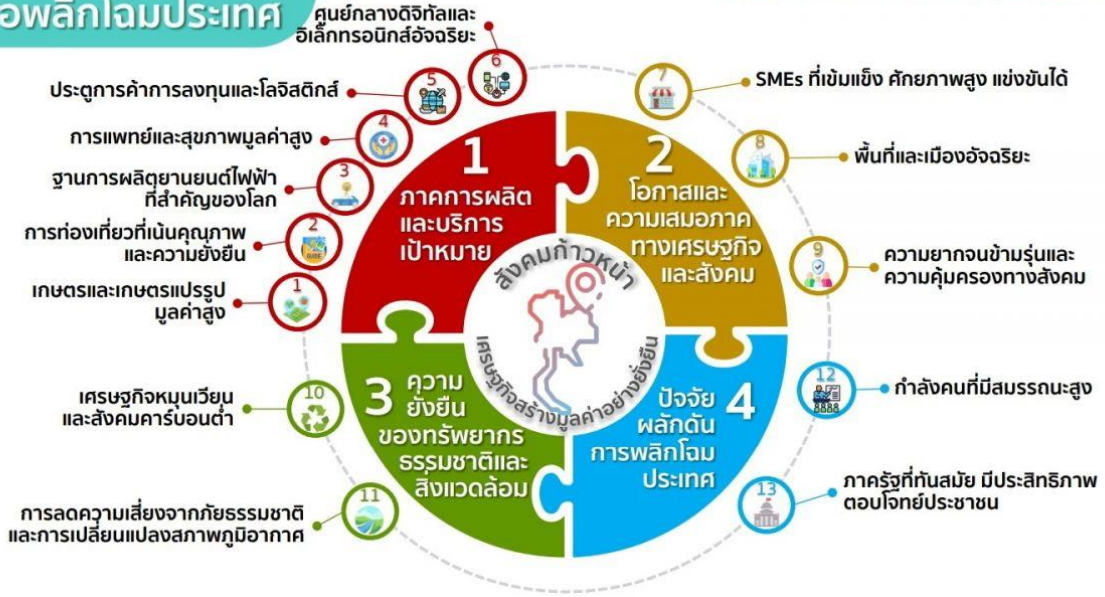 อพลิกโฉมประเทศ
ศูนย์กลางดิจิทัลและ
อิเล็กทรอนิกส์อัจฉริยะ
6
ประตูการค้าการลงทุนและโลจิสติกส์
5
การแพทย์และสุขภาพมูลค่าสูง
4
ฐานการผลิตยานยนต์ไฟฟ้า
ที่สำคัญของโลก
3
การท่องเที่ยวที่เน้นคุณภาพ
และความยั่งยืน
2
GUIDE
เกษตรและเกษตรแปรรูป
มูลค่าสูง
1
1
ภาคการผลิต
และบริการ
เป้าหมาย
2
โอกาสและ
ความเสมอภาค
ทางเศรษฐกิจ
และสังคม
7
SMEs ที่เข้มแข็ง ศักยภาพสูง แข่งขันได้
8
พื้นที่และเมืองอัจฉริยะ
9
ความยากจนข้ามรุ่นและ
ความคุ้มครองทางสังคม
สังคมก้าวหน้า
เศรษฐกิจสร้างมูลค่าอย่างยั่งยืน
3
ความ
ยั่งยืน
ของทรัพยากร
ธรรมชาติและ
สิ่งแวดล้อม
เศรษฐกิจหมุนเวียน
และสังคมคาร์บอนต่ำ
10
การลดความเสี่ยงจากภัยธรรมชาติ
และการเปลี่ยนแปลงสภาพภูมิอากาศ
11
4
ปัจจัย
ผลักดัน
การพลิกโฉม
ประเทศ
12
กำลังคนที่มีสมรรถนะสูง
13
ภาครัฐที่ทันสมัย มีประสิทธิภาพ
ตอบโจทย์ประชาชน